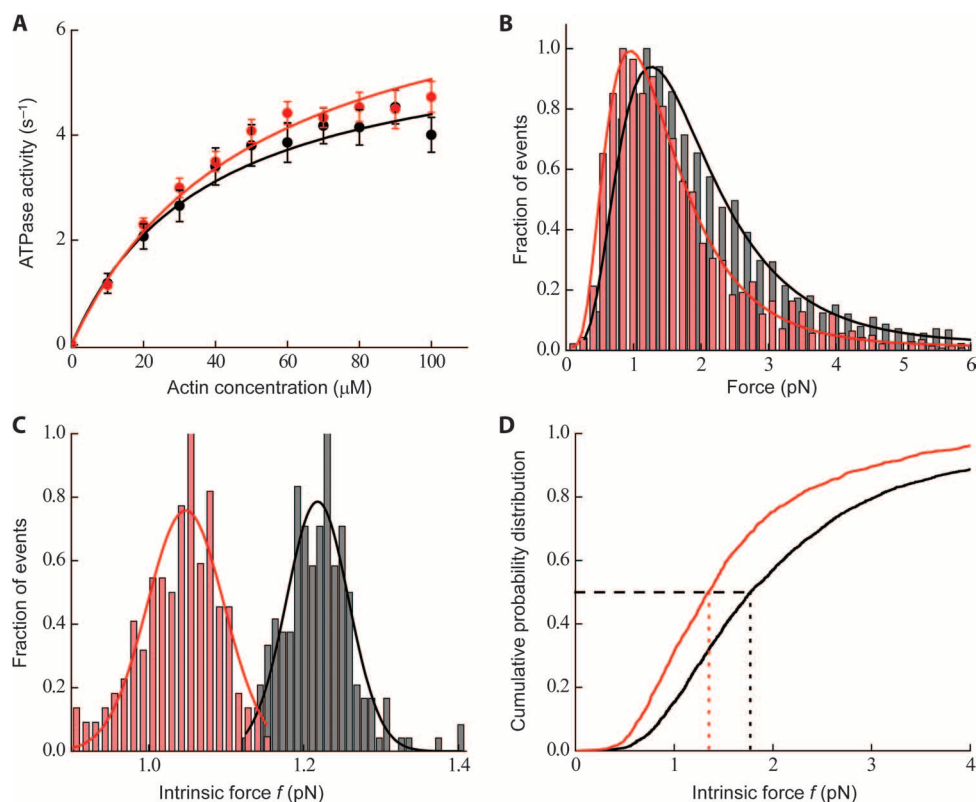 A
ATPase activity (s⁻¹)
6
4
2
0
0 20 40 60 80 100
Actin concentration (μM)
B
Fraction of events
1.0
0.8
0.6
0.4
0.2
0.0
0 1 2 3 4 5 6
Force (pN)
C
Fraction of events
1.0
0.8
0.6
0.4
0.2
0.0
1.0 1.2 1.4
Intrinsic force f (pN)
D
Cumulative probability distribution
1.0
0.8
0.6
0.4
0.2
0.0
0 1 2 3 4
Intrinsic force f (pN)